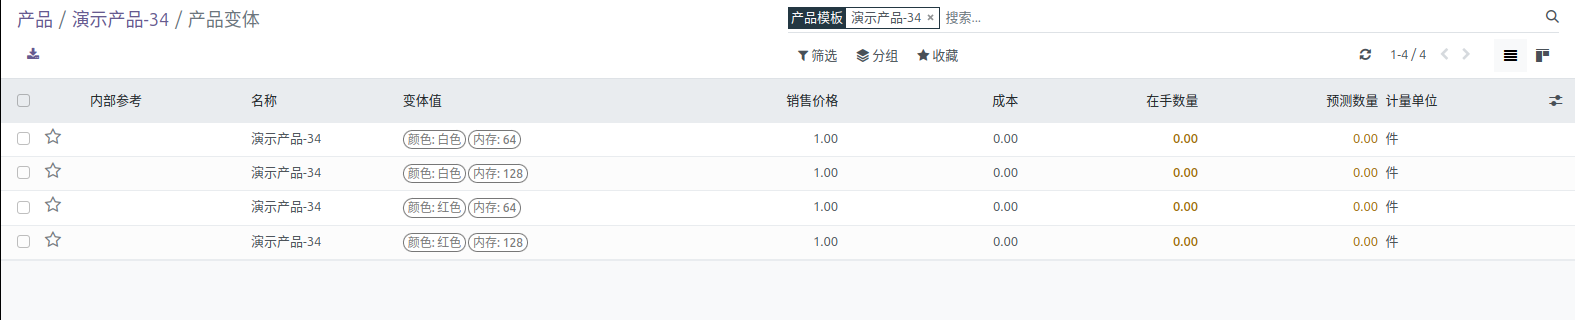 产品 / 演示产品-34 / 产品变体
产品模板 演示产品-34 × 搜索...
筛选 分组 收藏 1-4 / 4
内部参考 名称 变体值 销售价格 成本 在手数量 预测数量 计量单位
演示产品-34 颜色: 白色 内存: 64 1.00 0.00 0.00 0.00 件
演示产品-34 颜色: 白色 内存: 128 1.00 0.00 0.00 0.00 件
演示产品-34 颜色: 红色 内存: 64 1.00 0.00 0.00 0.00 件
演示产品-34 颜色: 红色 内存: 128 1.00 0.00 0.00 0.00 件